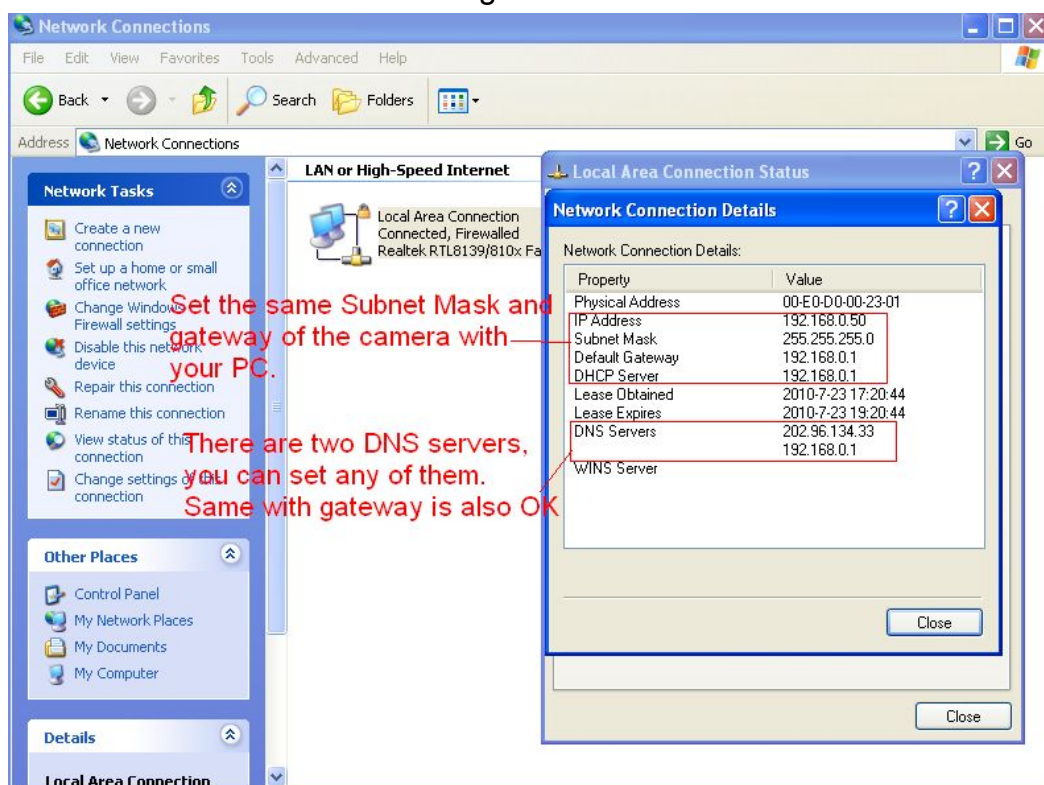 Network Connections
File Edit View Favorites Tools Advanced Help
Back Search Folders
Address Network Connections Go
Network Tasks
Create a new
connection
Set up a home or small
office network
Change Windows
Firewall settings
Disable this network
device
Repair this connection
Rename this connection
View status of this
connection
Change settings of this
connection
Other Places
Control Panel
My Network Places
My Documents
My Computer
Details
Local Area Connection
LAN or High-Speed Internet
Local Area Connection
Connected, Firewalled
Realtek RTL8139/810x Fa
Set the same Subnet Mask and
gateway of the camera with
your PC.
There are two DNS servers,
you can set any of them.
Same with gateway is also OK
Local Area Connection Status
Network Connection Details
Network Connection Details:
Property Value
Physical Address 00-E0-D0-00-23-01
IP Address 192.168.0.50
Subnet Mask 255.255.255.0
Default Gateway 192.168.0.1
DHCP Server 192.168.0.1
Lease Obtained 2010-7-23 17:20:44
Lease Expires 2010-7-23 19:20:44
DNS Servers 202.96.134.33
192.168.0.1
WINS Server
Close
Close